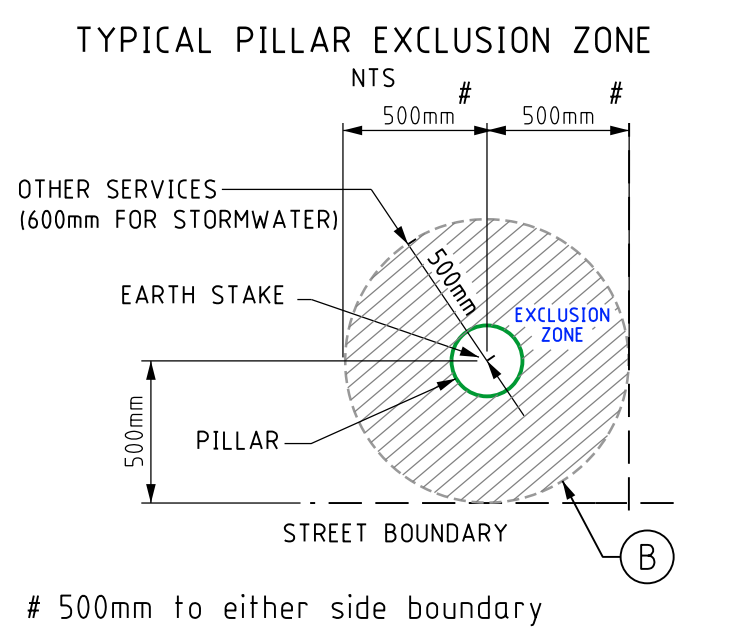 TYPICAL PILLAR EXCLUSION ZONE
NTS
# #
500mm 500mm
OTHER SERVICES
(600mm FOR STORMWATER)
500mm
EARTH STAKE
EXCLUSION
ZONE
500mm
PILLAR
STREET BOUNDARY
B
# 500mm to either side boundary